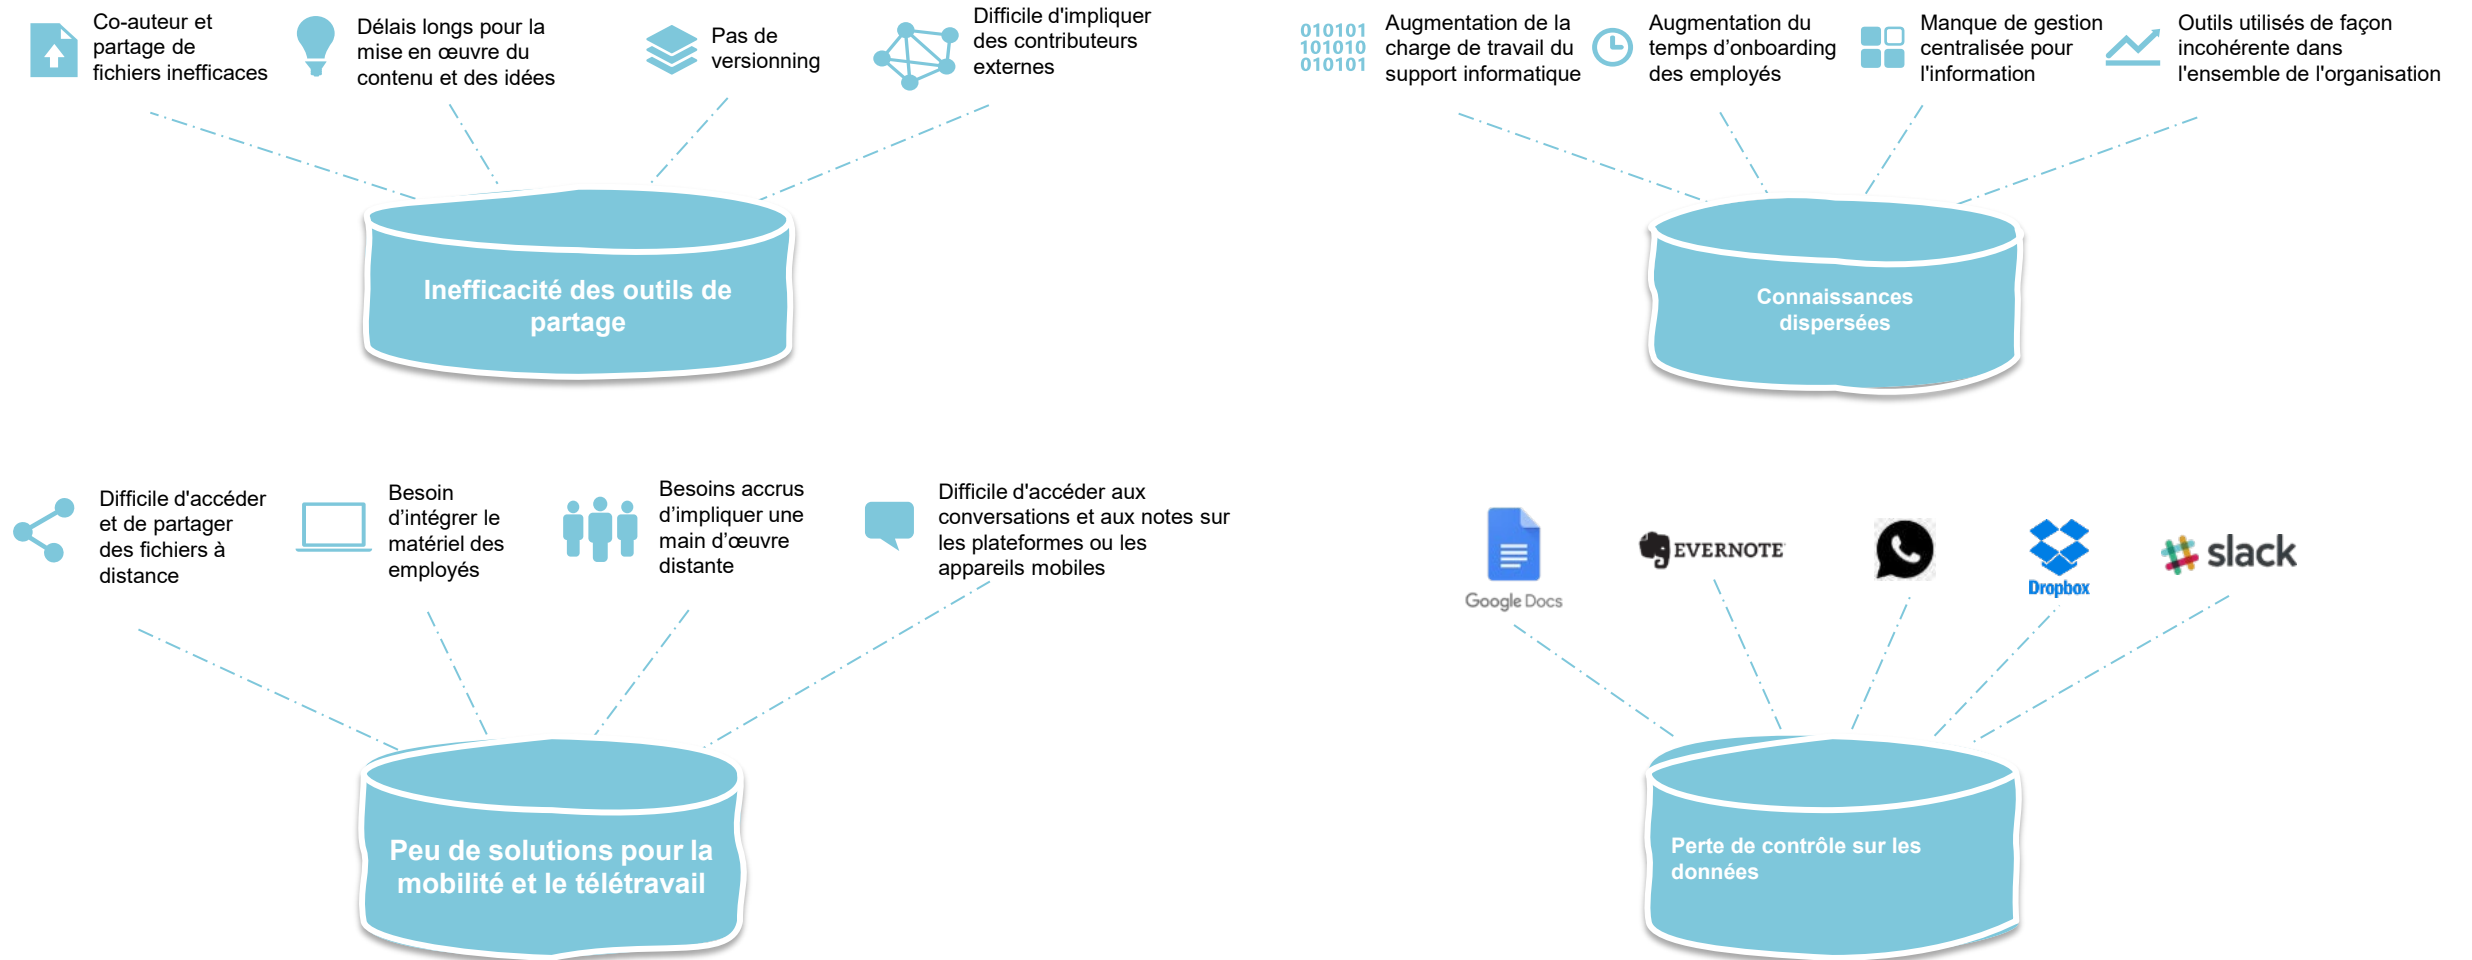 Co-auteur et
partage de
fichiers inefficaces
Délais longs pour la
mise en œuvre du
contenu et des idées
Pas de
versionning
Difficile d'impliquer
des contributeurs
externes
Inefficacité des outils de
partage
010101
101010
010101
Augmentation de la
charge de travail du
support informatique
Augmentation du
temps d’onboarding
des employés
Manque de gestion
centralisée pour
l'information
Outils utilisés de façon
incohérente dans
l'ensemble de l'organisation
Connaissances
dispersées
Difficile d'accéder
et de partager
des fichiers à
distance
Besoin
d’intégrer le
matériel des
employés
Besoins accrus
d’impliquer une
main d’œuvre
distante
Difficile d'accéder aux
conversations et aux notes sur
les plateformes ou les
appareils mobiles
Peu de solutions pour la
mobilité et le télétravail
Google Docs
EVERNOTE
Dropbox
slack
Perte de contrôle sur les
données